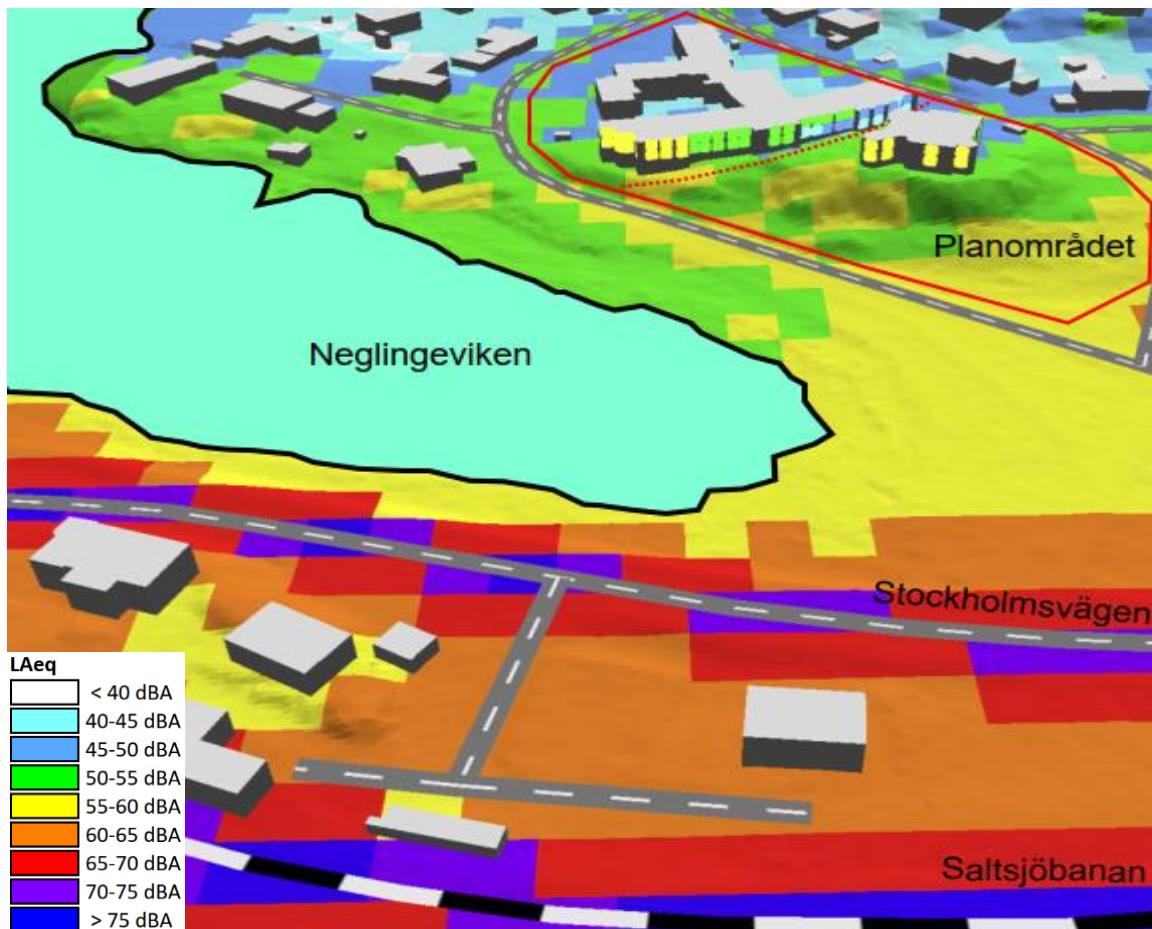 Planområdet
Neglingeviken
Stockholmsvägen
LAeq
< 40 dBA
40-45 dBA
45-50 dBA
50-55 dBA
55-60 dBA
60-65 dBA
65-70 dBA
70-75 dBA
> 75 dBA
Saltsjöbanan